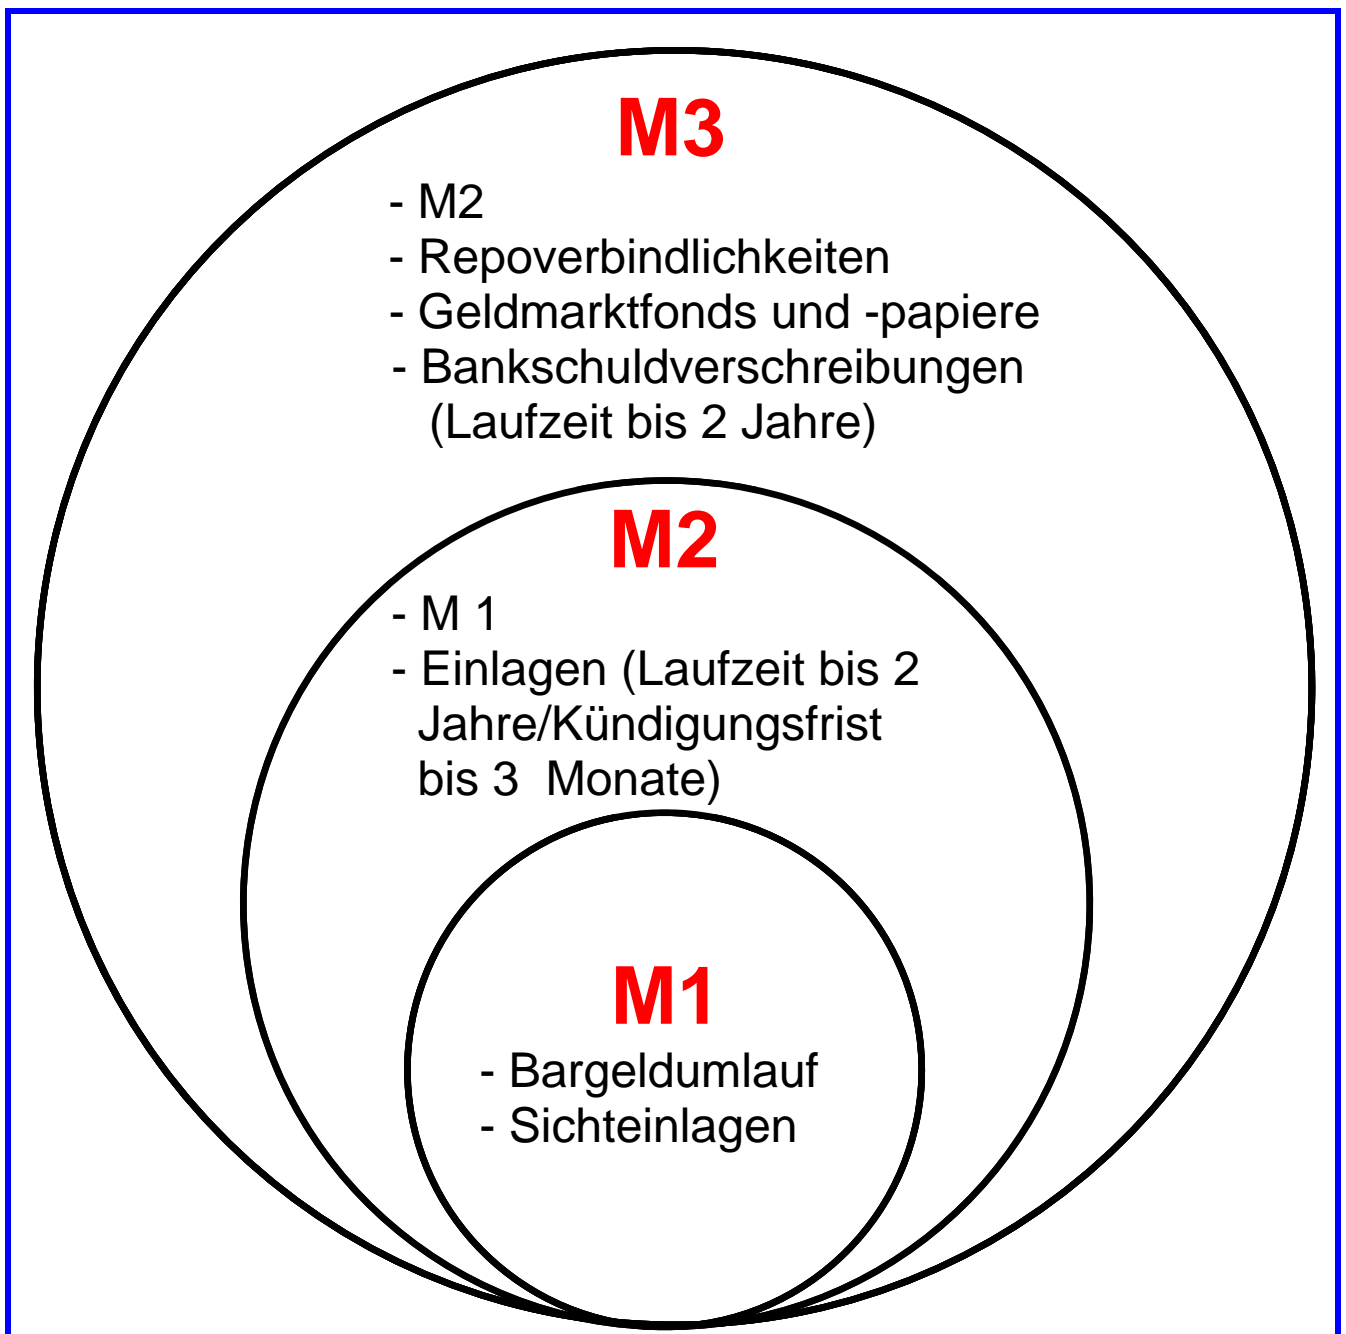 M3
- M2
- Repoverbindlichkeiten
- Geldmarktfonds und -papiere
- Bankschuldverschreibungen
(Laufzeit bis 2 Jahre)
M2
- M 1
- Einlagen (Laufzeit bis 2
Jahre/Kündigungsfrist
bis 3  Monate)
M1
- Bargeldumlauf
- Sichteinlagen